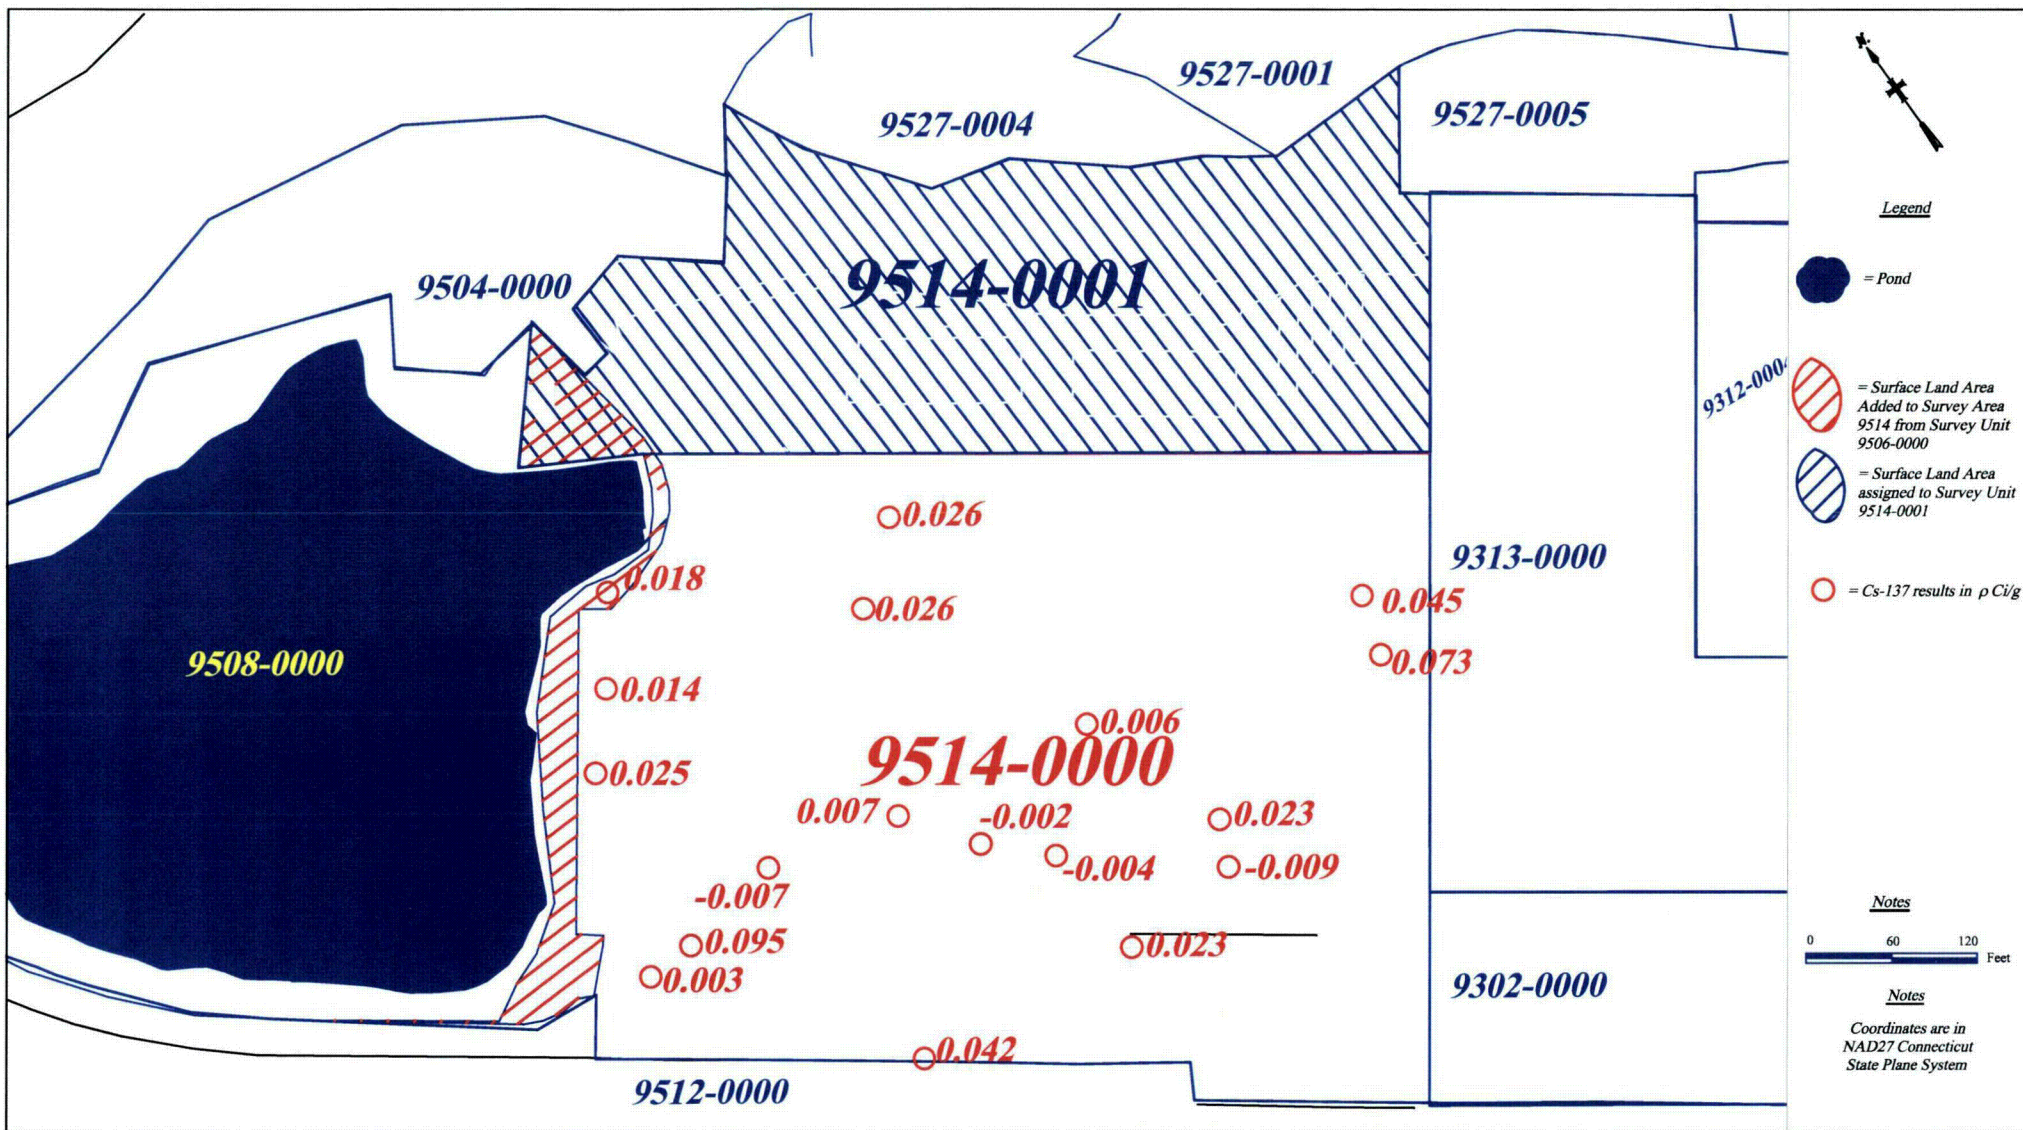 9527-0001
9527-0004
9527-0005
9504-0000
9514-0001
9312-000
9508-0000
0.026
0.018
0.026
9313-0000
0.045
0.073
0.014
0.006
9514-0000
0.025
0.007
-0.002
0.023
-0.004
-0.009
-0.007
0.095
0.023
0.003
9302-0000
0.042
9512-0000
N
Legend
= Pond
= Surface Land Area
Added to Survey Area
9514 from Survey Unit
9506-0000
= Surface Land Area
assigned to Survey Unit
9514-0001
= Cs-137 results in ρ Ci/g
Notes
0 60 120
Feet
Notes
Coordinates are in
NAD27 Connecticut
State Plane System